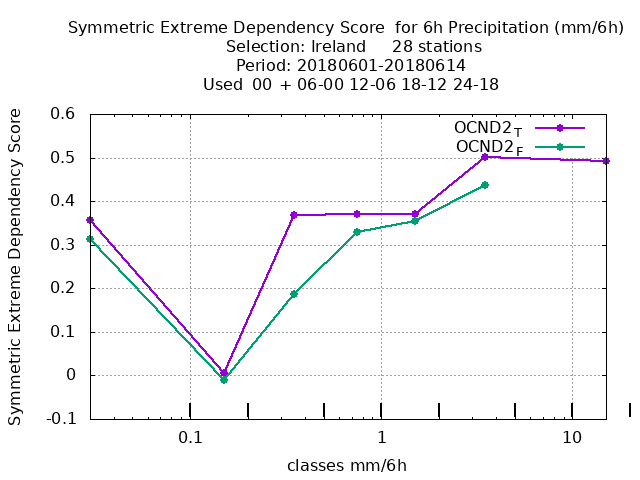 Symmetric Extreme Dependency Score  for 6h Precipitation (mm/6h)
Selection: Ireland     28 stations
Period: 20180601-20180614
Used  00 + 06-00 12-06 18-12 24-18
Symmetric Extreme Dependency Score
0.6
0.5
0.4
0.3
0.2
0.1
0
-0.1
OCND2T
OCND2F
0.1
1
10
classes mm/6h